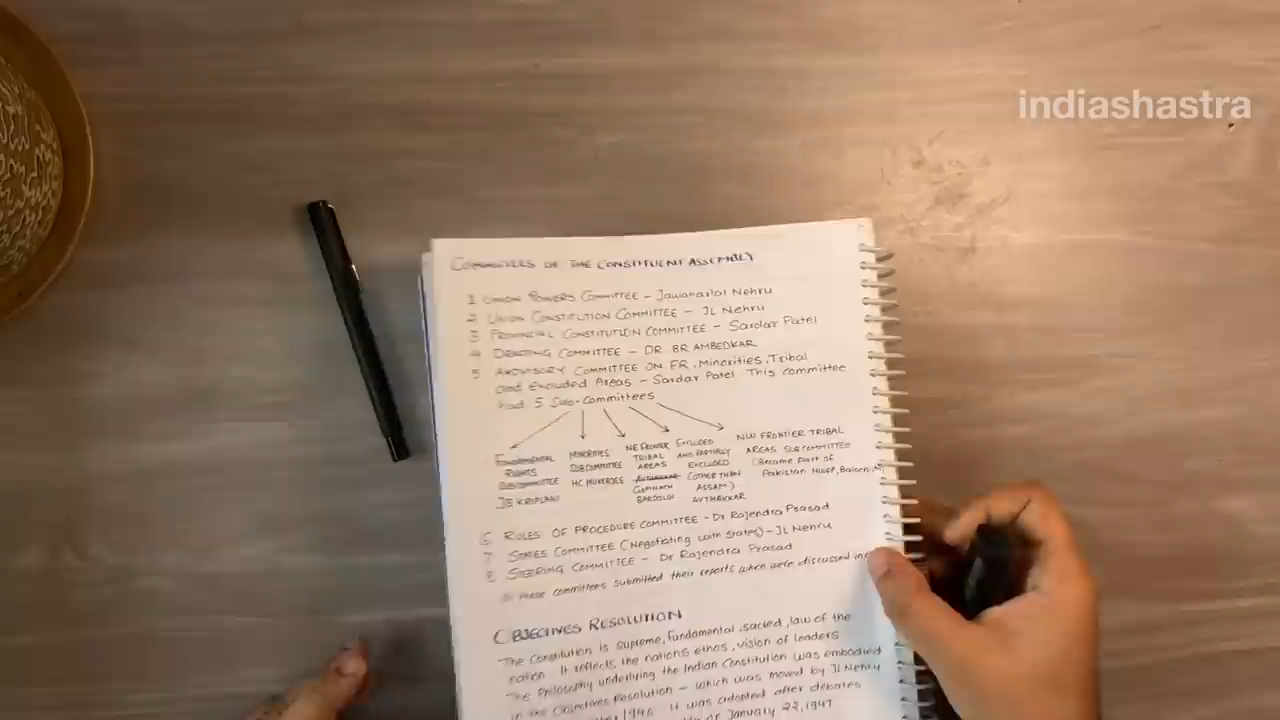 indiashastra
COMMITTEES OF THE CONSTITUENT ASSEMBLY
1 UNION POWERS COMMITTEE - Jawaharlal Nehru
2 UNION CONSTITUTION COMMITTEE - JL Nehru
3 PROVINCIAL CONSTITUTION COMMITTEE - Sardar Patel
4 DRAFTING COMMITTEE - DR BR AMBEDKAR
5 ADVISORY COMMITTEE ON FR, Minorities, Tribal
and Excluded Areas - Sardar Patel This committee
had 5 Sub-Committees
FUNDAMENTAL
RIGHTS
SUBCOMMITTEE
JB KRIPLANI
MINORITIES
SUBCOMMITTEE
HC MUKERJEE
NE FRONTIER
TRIBAL
AREAS
GOPINATH
BARDOLOI
EXCLUDED
AND PARTIALLY
EXCLUDED
(OTHER THAN
ASSAM)
AVTHAKKAR
NW FRONTIER TRIBAL
AREAS SUBCOMMITTEE
(Became part of
Pakistan NWFP, Baloch
6 RULES OF PROCEDURE COMMITTEE - Dr Rajendra Prasad
7 STATES COMMITTEE (Negotiating with States) - JL Nehru
8 STEERING COMMITTEE - Dr Rajendra Prasad
these committees submitted their reports which were discussed in
OBJECTIVES RESOLUTION
-The Constitution is supreme, fundamental, sacred, law of the
nation It reflects the nations ethos, vision of leaders
-The Philosophy underlying the Indian Constitution was embodied
in the Objectives Resolution - which was moved by JL Nehru
1946. It was adopted after debates
January 22, 1947